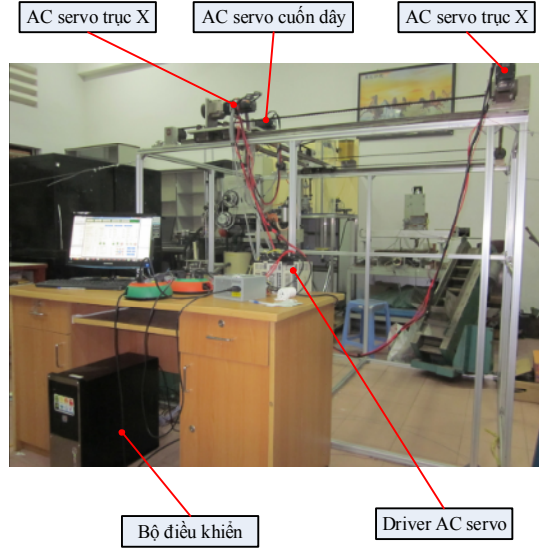 AC servo trục X
AC servo cuốn dây
AC servo trục X
Bộ điều khiển
Driver AC servo